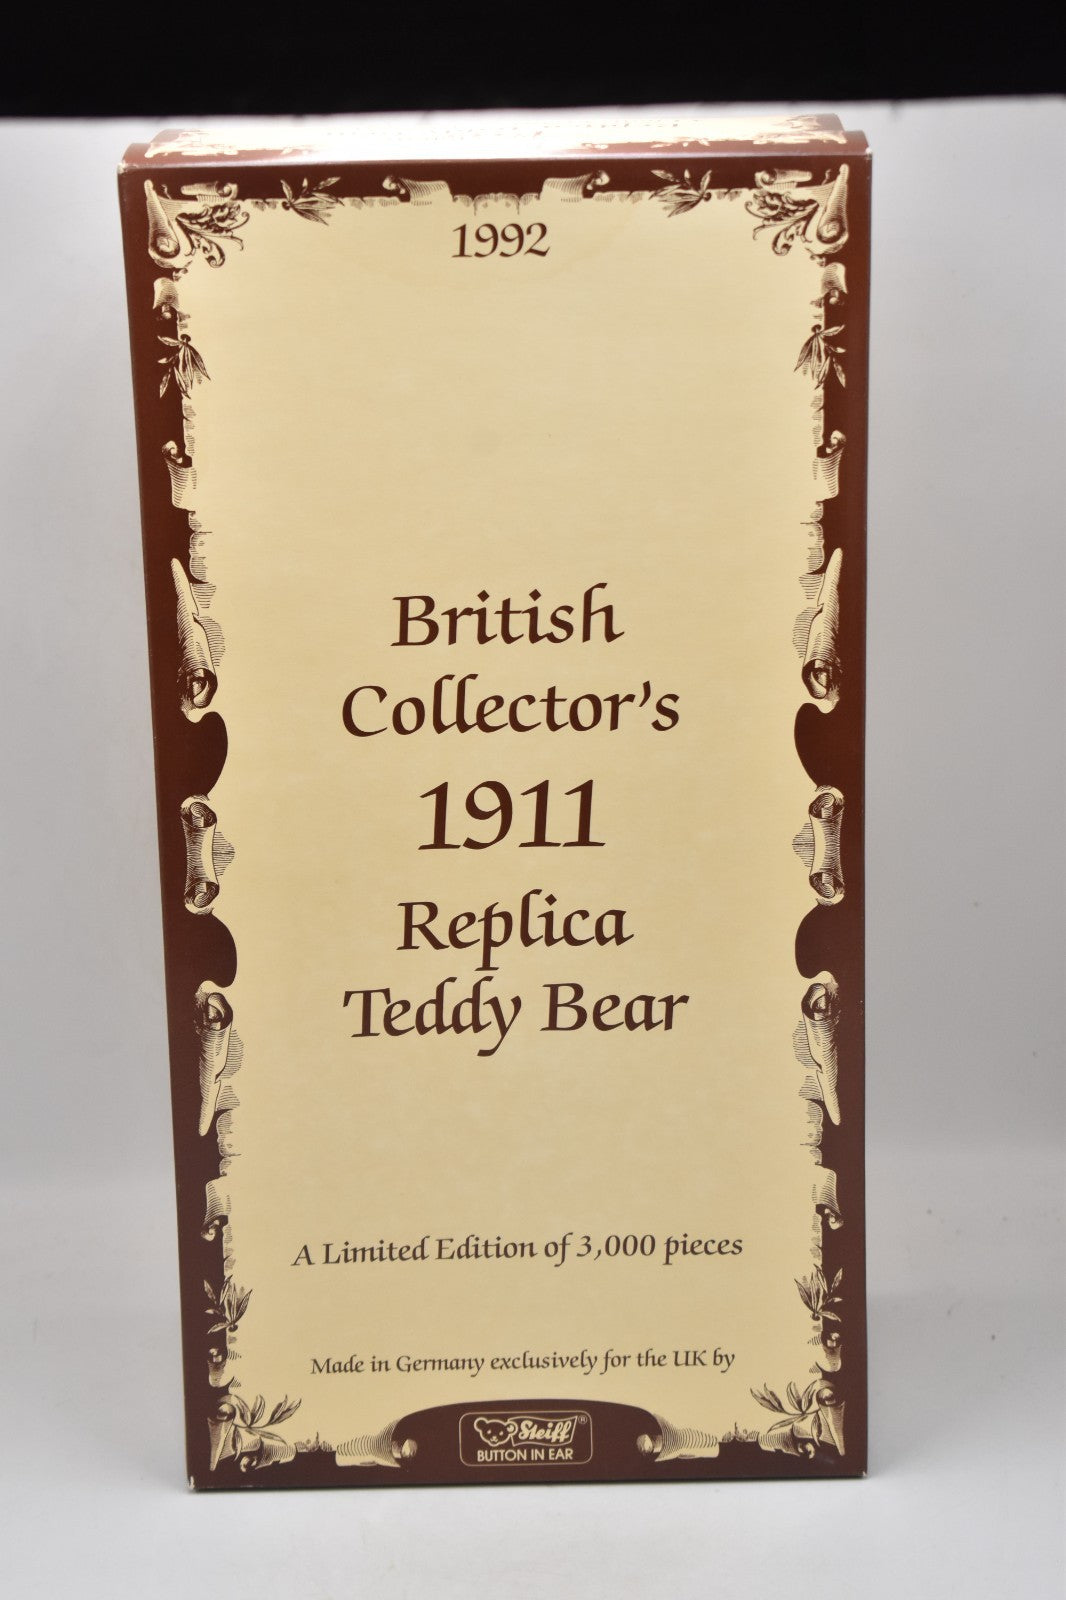 1992
British
Collector's
1911
Replica
Teddy Bear
A Limited Edition of 3,000 pieces
Made in Germany exclusively for the UK by
Steiff®
BUTTON IN EAR